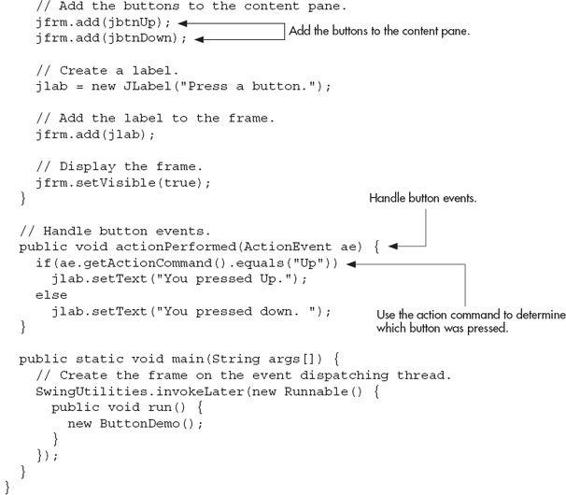 // Add the buttons to the content pane.
jfrm.add(jbtnUp);
jfrm.add(jbtnDown);
Add the buttons to the content pane.
// Create a label.
jlab = new JLabel("Press a button.");
// Add the label to the frame.
jfrm.add(jlab);
// Display the frame.
jfrm.setVisible(true);
}
Handle button events.
// Handle button events.
public void actionPerformed(ActionEvent ae) {
if(ae.getActionCommand().equals("Up"))
jlab.setText("You pressed Up.");
else
jlab.setText("You pressed down. ");
}
Use the action command to determine
which button was pressed.
public static void main(String args[]) {
// Create the frame on the event dispatching thread.
SwingUtilities.invokeLater(new Runnable() {
public void run() {
new ButtonDemo();
}
});
}
}